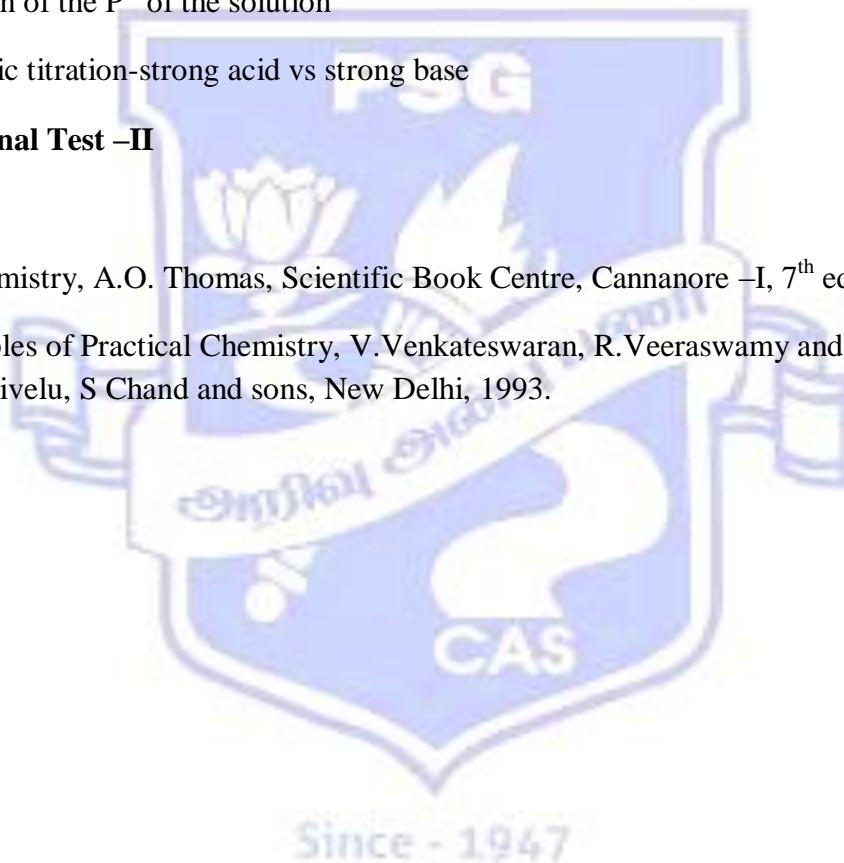 n of the P of the solution
ic titration-strong acid vs strong base
nal Test –II
PSG
mistry, A.O. Thomas, Scientific Book Centre, Cannanore –I, 7th ed
les of Practical Chemistry, V.Venkateswaran, R.Veeraswamy and
ivelu, S Chand and sons, New Delhi, 1993.
அறிவு
CAS
Since - 1947